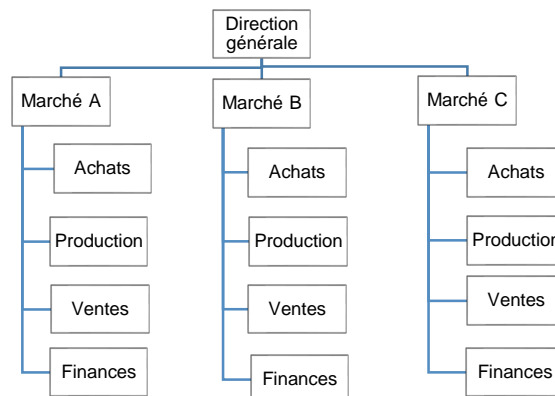 Direction
générale
Marché A
Marché B
Marché C
Achats
Achats
Achats
Production
Production
Production
Ventes
Ventes
Ventes
Finances
Finances
Finances